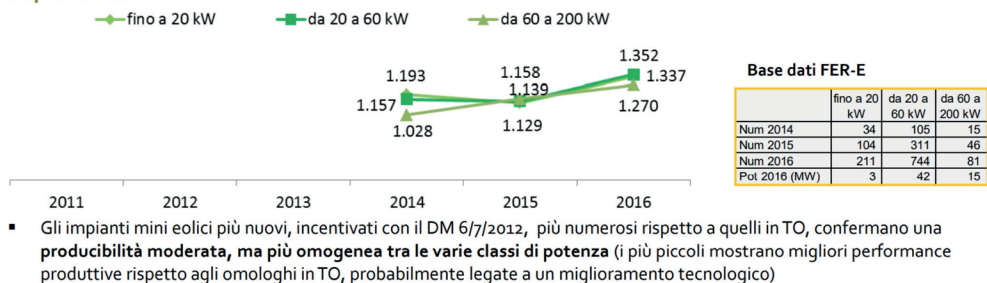 fino a 20 kW
da 20 a 60 kW
da 60 a 200 kW
1.193
1.157
1.028
1.158
1.139
1.129
1.352
1.337
1.270
2011 2012 2013 2014 2015 2016
Base dati FER-E
fino a 20 kW da 20 a 60 kW da 60 a 200 kW
Num 2014 34 105 15
Num 2015 104 311 46
Num 2016 211 744 81
Pot 2016 (MW) 3 42 15
▪ Gli impianti mini eolici più nuovi, incentivati con il DM 6/7/2012, più numerosi rispetto a quelli in TO, confermano una
producibilità moderata, ma più omogenea tra le varie classi di potenza (i più piccoli mostrano migliori performance
produttive rispetto agli omologhi in TO, probabilmente legate a un miglioramento tecnologico)